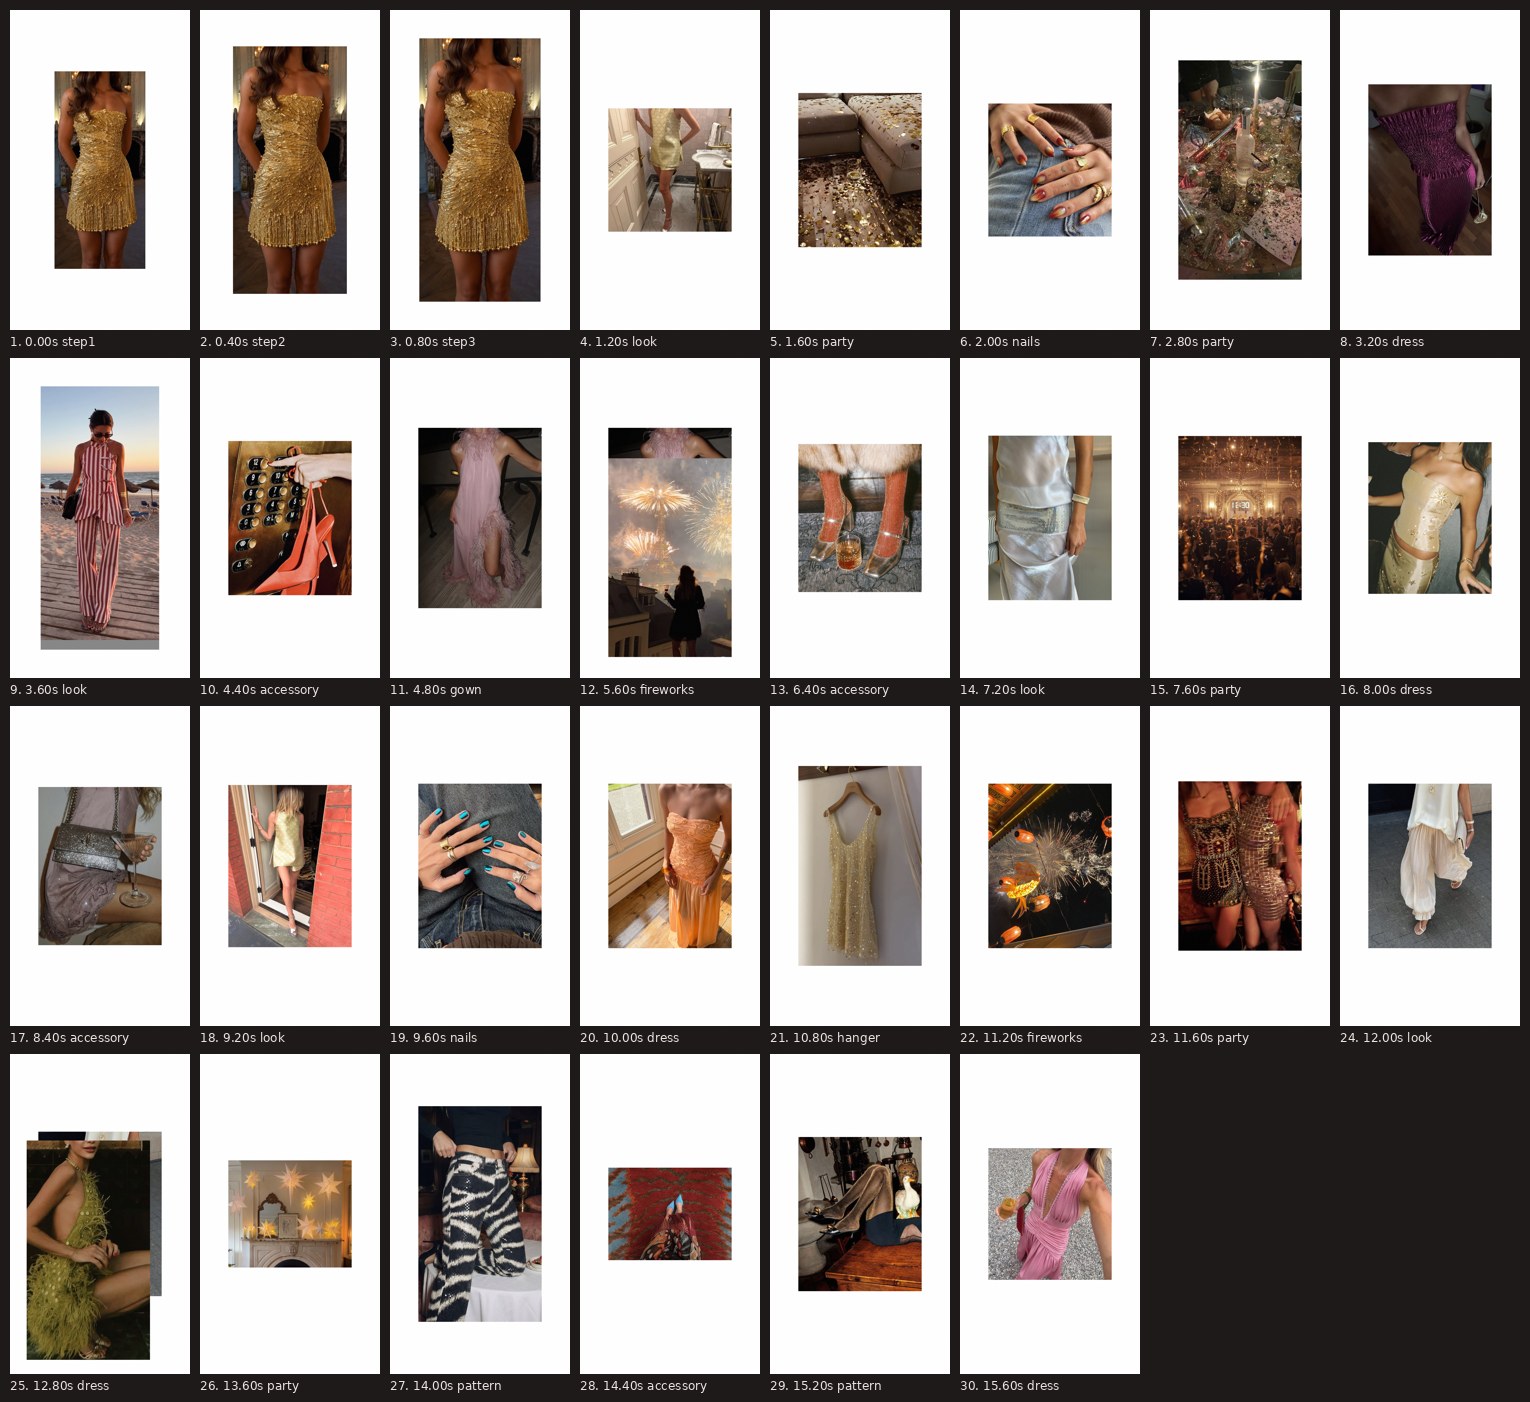 1. 0.00s step1
2. 0.40s step2
3. 0.80s step3
4. 1.20s look
5. 1.60s party
6. 2.00s nails
7. 2.80s party
8. 3.20s dress
9. 3.60s look
10. 4.40s accessory
11. 4.80s gown
12. 5.60s fireworks
13. 6.40s accessory
14. 7.20s look
15. 7.60s party
16. 8.00s dress
17. 8.40s accessory
18. 9.20s look
19. 9.60s nails
20. 10.00s dress
21. 10.80s hanger
22. 11.20s fireworks
23. 11.60s party
24. 12.00s look
25. 12.80s dress
26. 13.60s party
27. 14.00s pattern
28. 14.40s accessory
29. 15.20s pattern
30. 15.60s dress